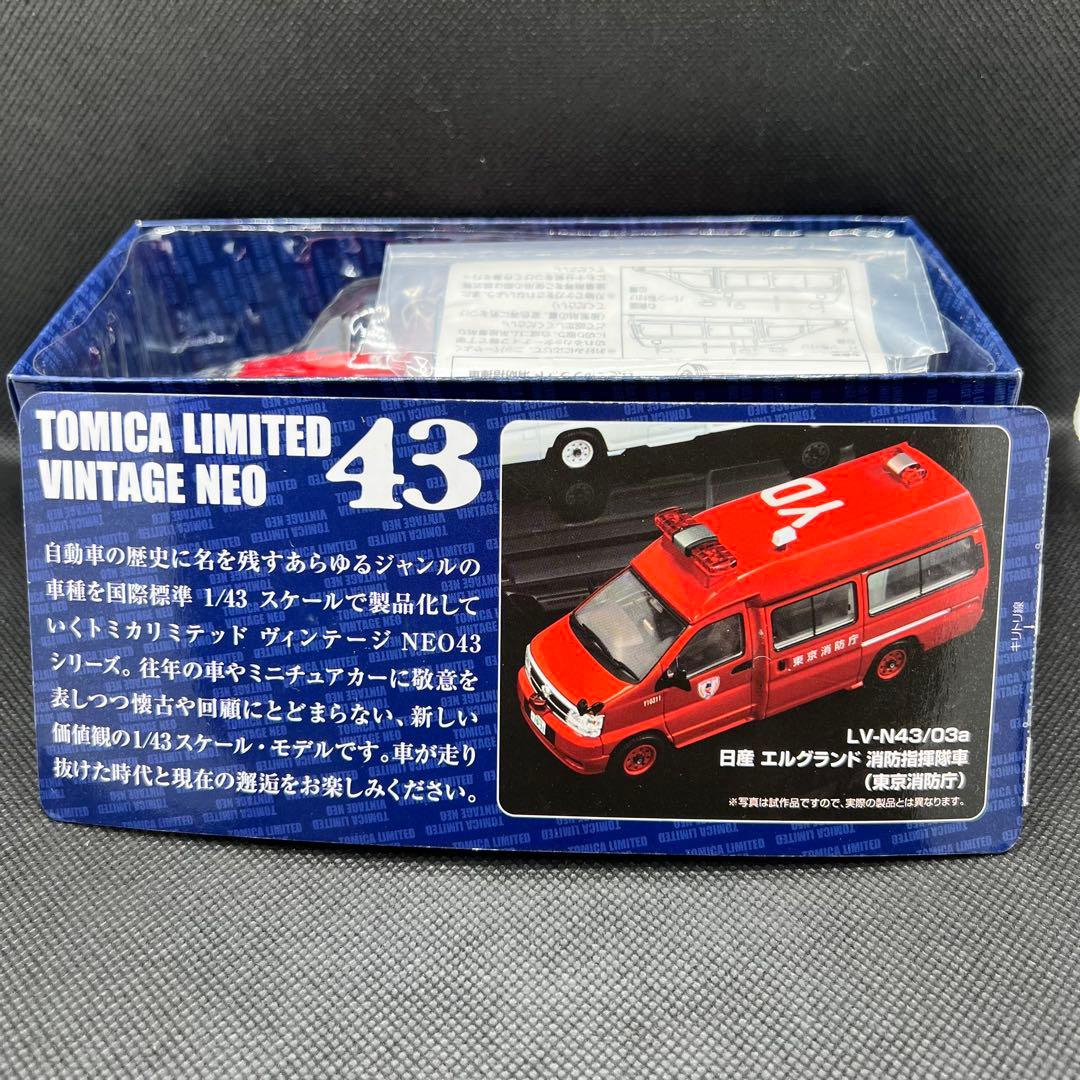 TOMICA LIMITED
VINTAGE NEO
43
自動車の歴史に名を残すあらゆるジャンルの
車種を国際標準 1/43 スケールで製品化して
いくトミカリミテッド ヴィンテージ NEO43
シリーズ。往年の車やミニチュアカーに敬意を
表しつつ懐古や回顧にとどまらない、新しい
価値観の1/43スケール・モデルです。車が走り
抜けた時代と現在の邂逅をお楽しみください。
YD
東京消防庁
LV-N43/03a
日産 エルグランド 消防指揮隊車
(東京消防庁)
※写真は試作品ですので、実際の製品とは異なります。
キリトリ線